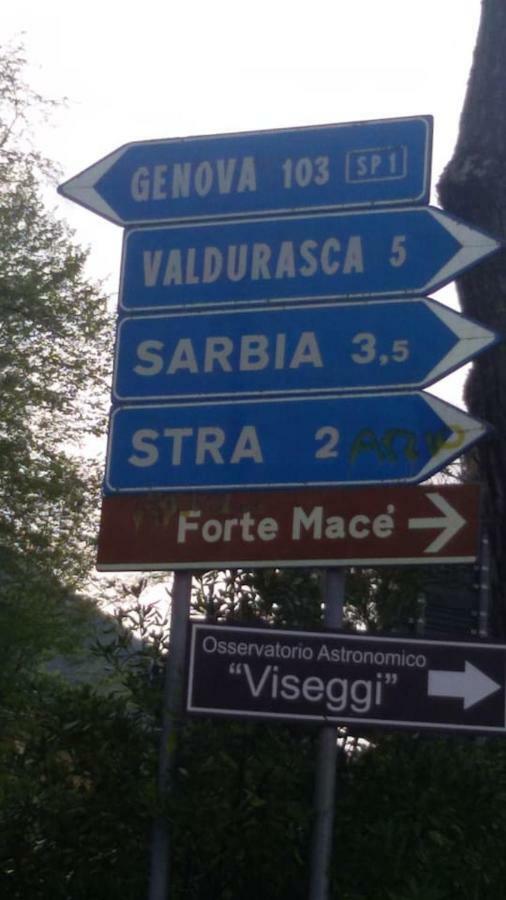 GENOVA 103 SP1
VALDURASCA 5
SARBIA 3,5
STRA 2
Forte Macé
Osservatorio Astronomico
"Viseggi"